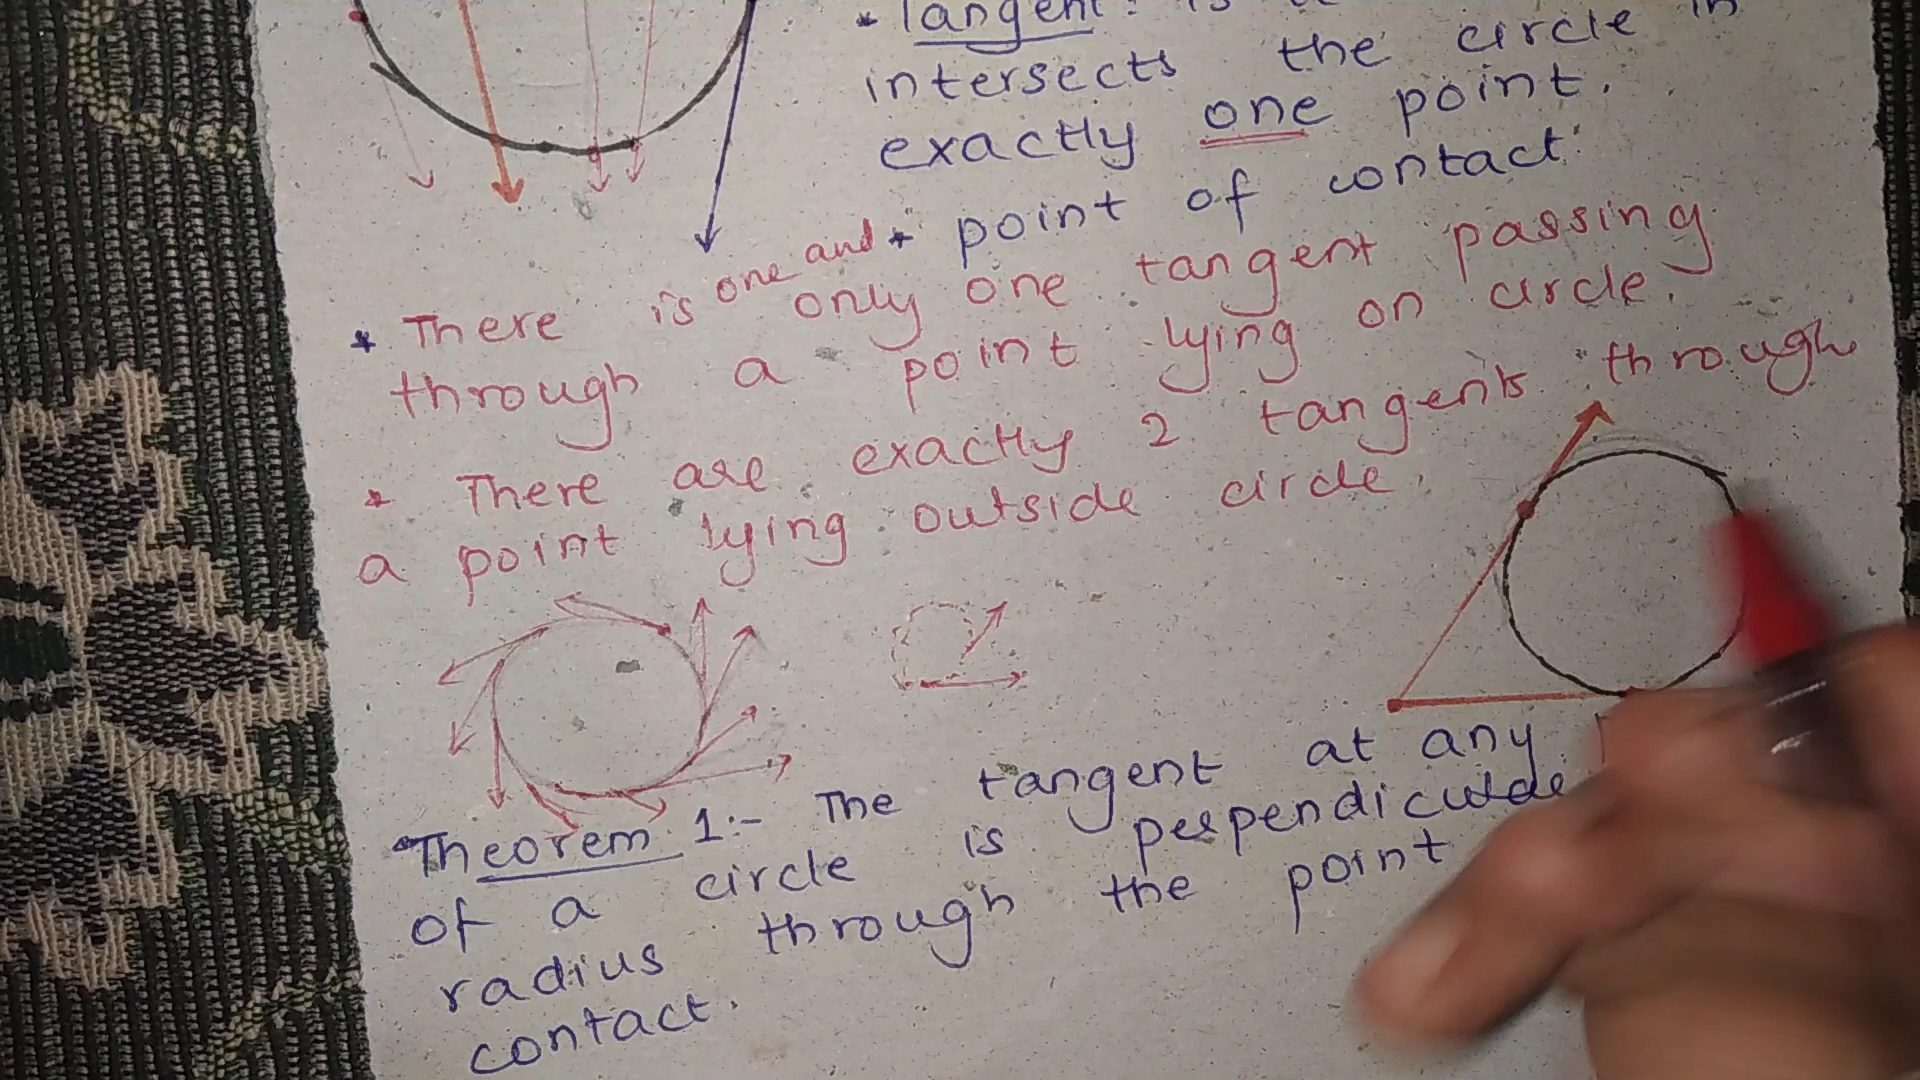 * Tangent: is
intersects the circle in
exactly one point.
* point of contact
* There is one and only one tangent passing
through a point lying on circle.
* There are exactly 2 tangents through
a point lying outside circle.
Theorem 1:- The tangent at any
of a circle is perpendicular
radius through the point
contact.